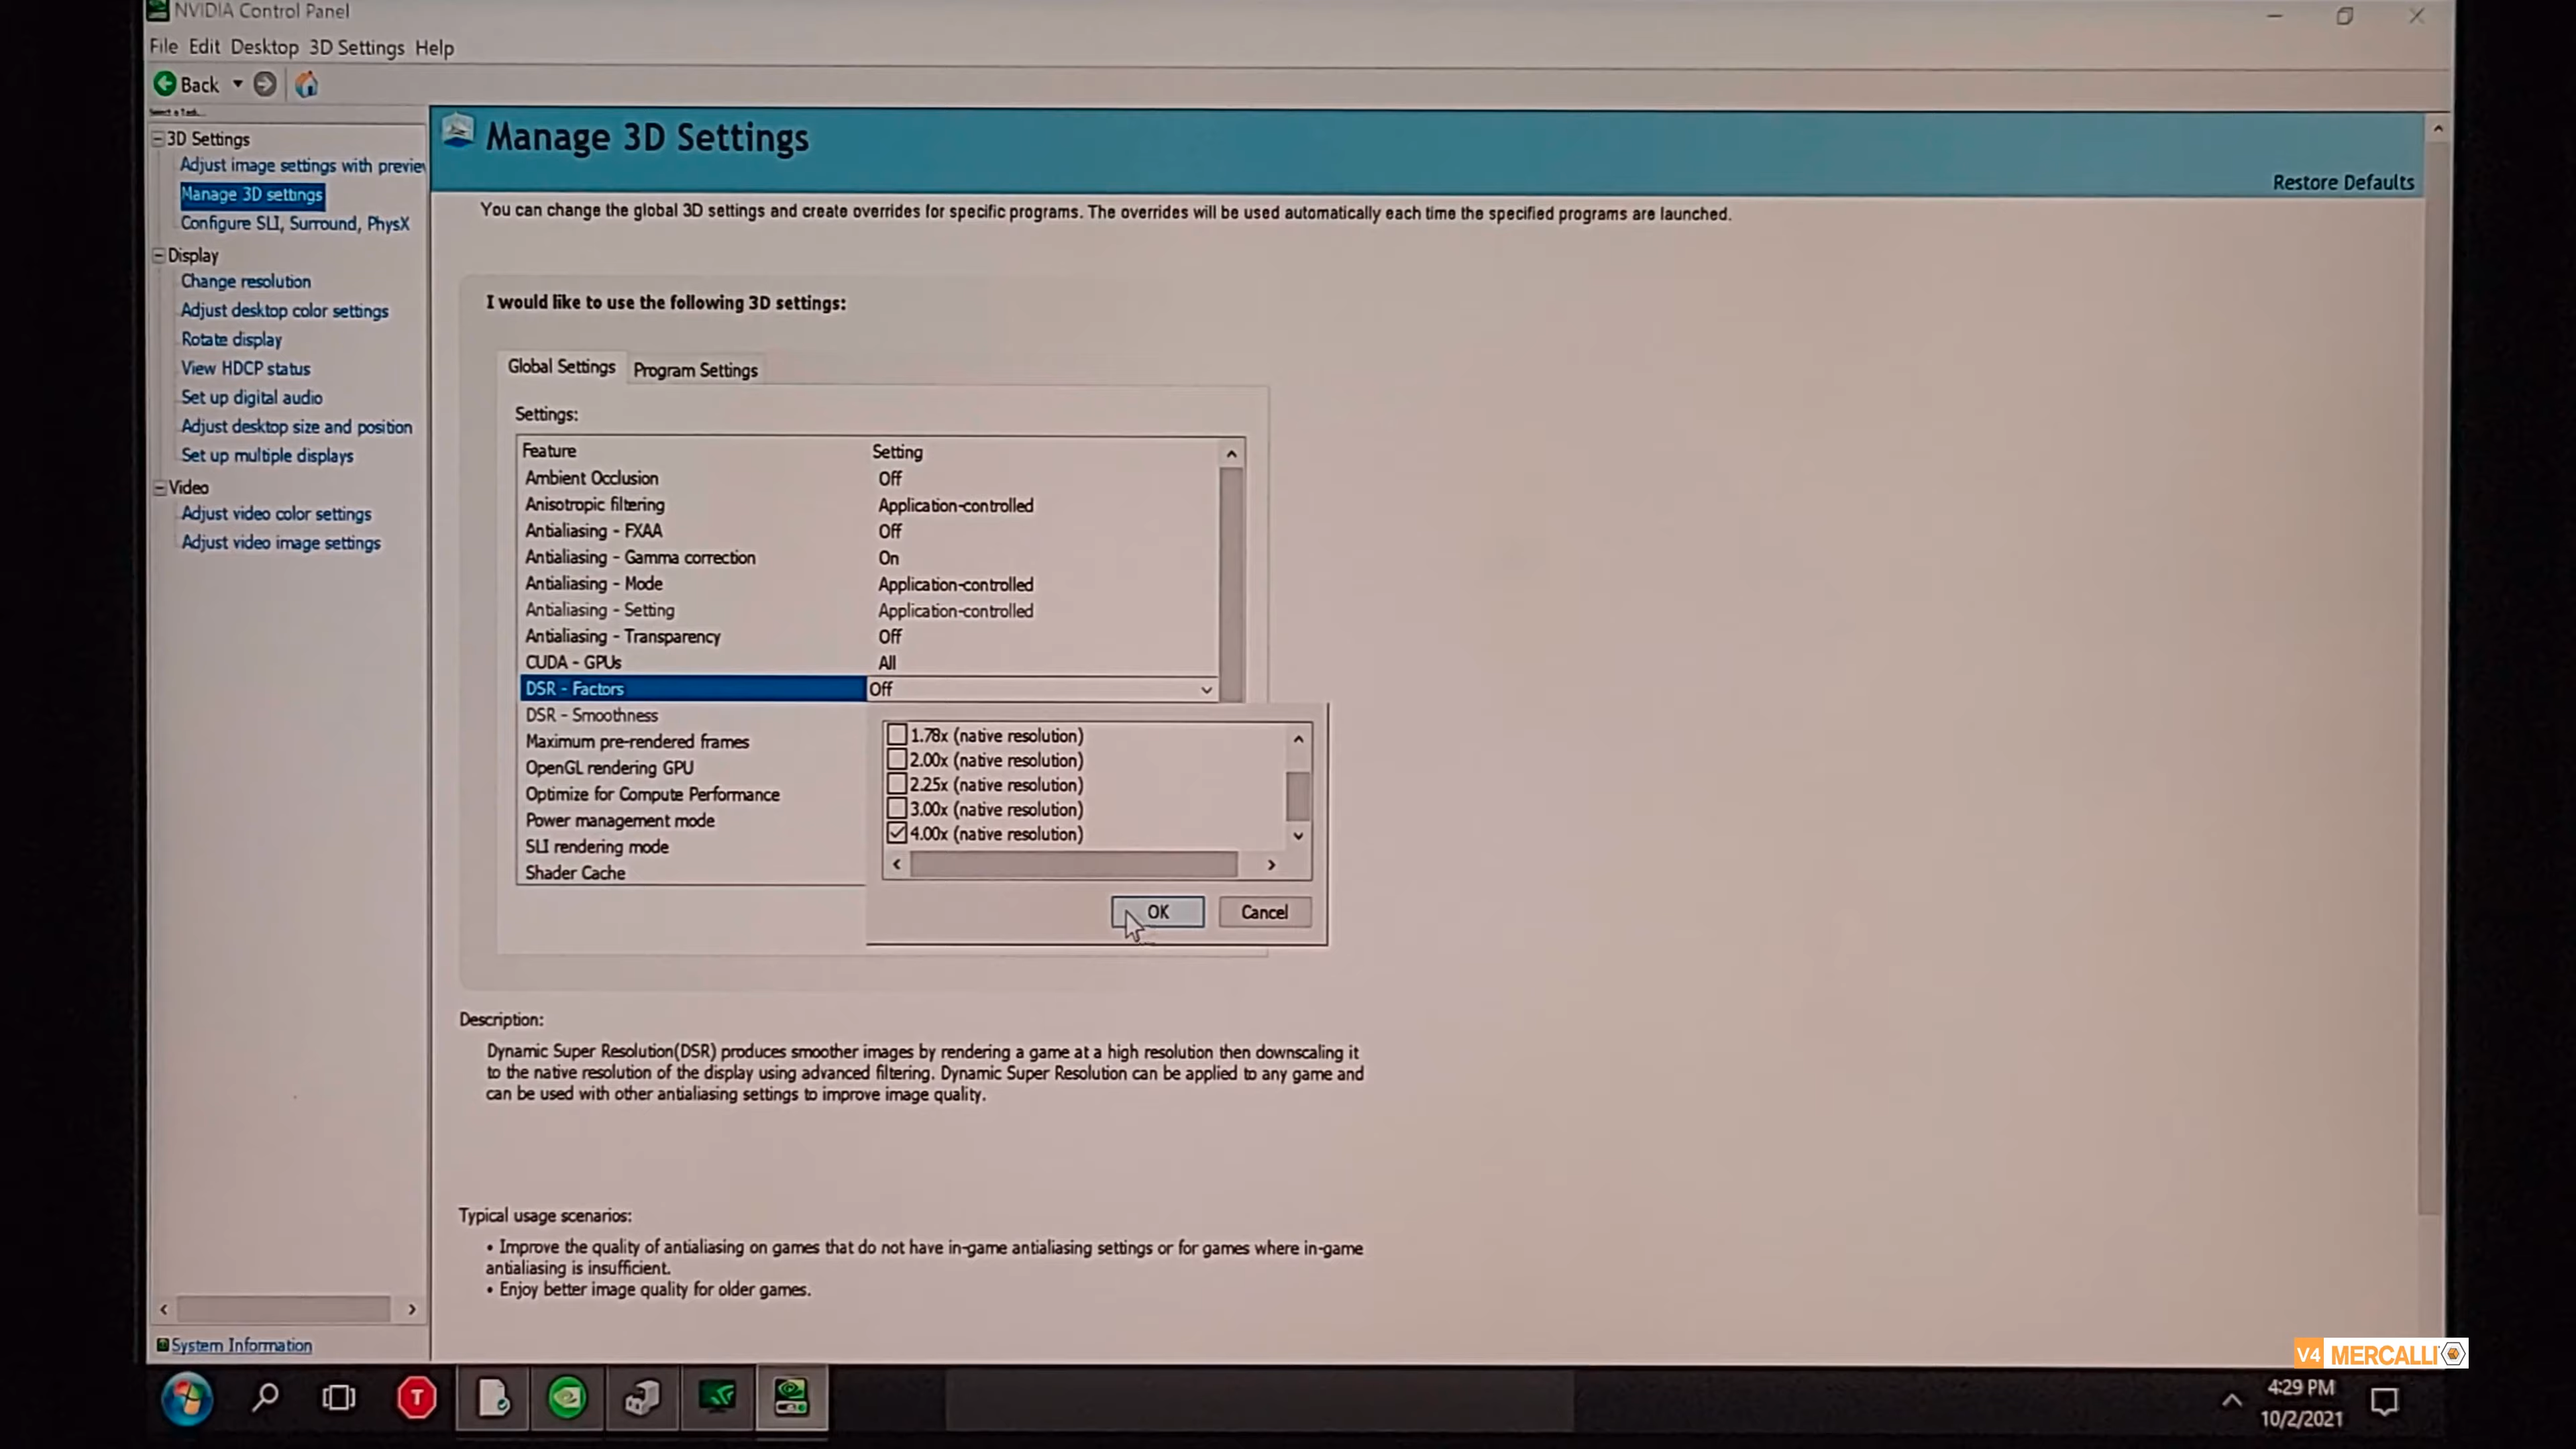 NVIDIA Control Panel
File Edit Desktop 3D Settings Help
Back
Select a Task...
3D Settings
Adjust image settings with preview
Manage 3D settings
Configure SLI, Surround, PhysX
Display
Change resolution
Adjust desktop color settings
Rotate display
View HDCP status
Set up digital audio
Adjust desktop size and position
Set up multiple displays
Video
Adjust video color settings
Adjust video image settings
System Information
Manage 3D Settings
Restore Defaults
You can change the global 3D settings and create overrides for specific programs. The overrides will be used automatically each time the specified programs are launched.
I would like to use the following 3D settings:
Global Settings Program Settings
Settings:
Feature Setting
Ambient Occlusion Off
Anisotropic filtering Application-controlled
Antialiasing - FXAA Off
Antialiasing - Gamma correction On
Antialiasing - Mode Application-controlled
Antialiasing - Setting Application-controlled
Antialiasing - Transparency Off
CUDA - GPUs All
DSR - Factors Off
DSR - Smoothness
Maximum pre-rendered frames
OpenGL rendering GPU
Optimize for Compute Performance
Power management mode
SLI rendering mode
Shader Cache
1.78x (native resolution)
2.00x (native resolution)
2.25x (native resolution)
3.00x (native resolution)
4.00x (native resolution)
OK Cancel
Description:
Dynamic Super Resolution(DSR) produces smoother images by rendering a game at a high resolution then downscaling it
to the native resolution of the display using advanced filtering. Dynamic Super Resolution can be applied to any game and
can be used with other antialiasing settings to improve image quality.
Typical usage scenarios:
• Improve the quality of antialiasing on games that do not have in-game antialiasing settings or for games where in-game
antialiasing is insufficient.
• Enjoy better image quality for older games.
V4 MERCALLI
T
4:29 PM
10/2/2021